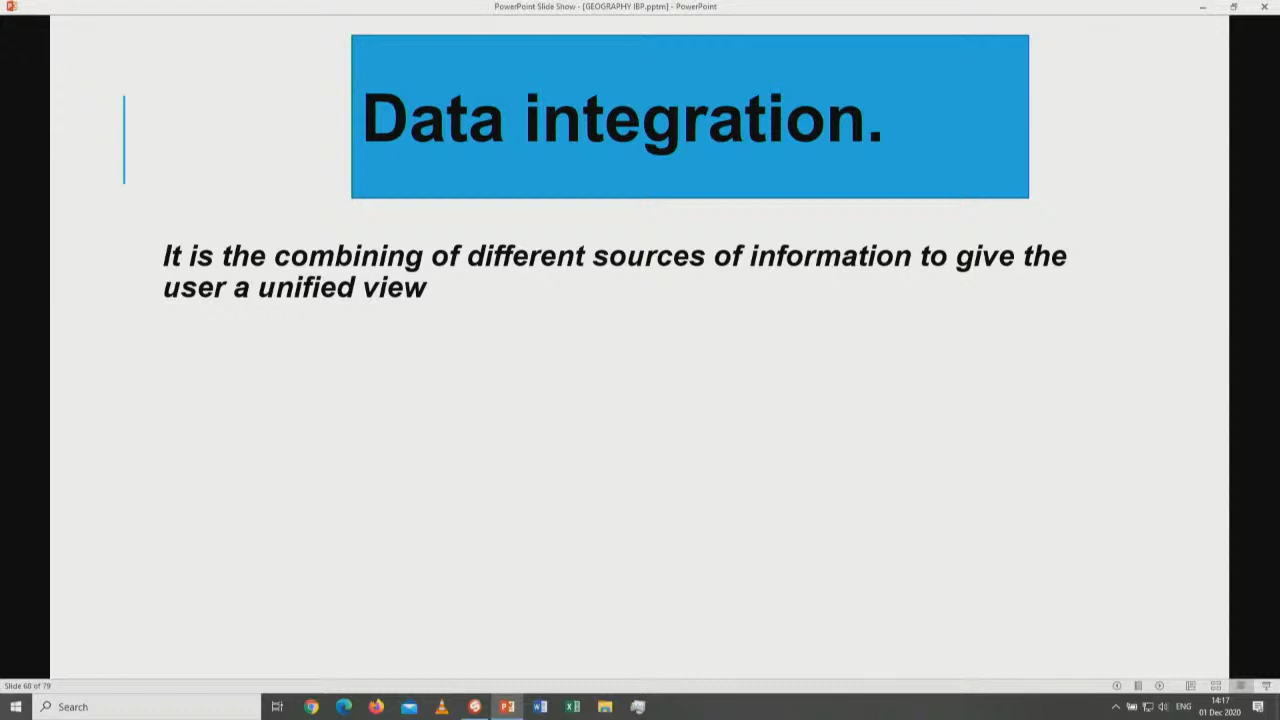 PowerPoint Slide Show - [GEOGRAPHY IBP.pptm] - PowerPoint
Data integration.
It is the combining of different sources of information to give the
user a unified view
Slide 68 of 79
Search
ENG
14:17
01 Dec 2020